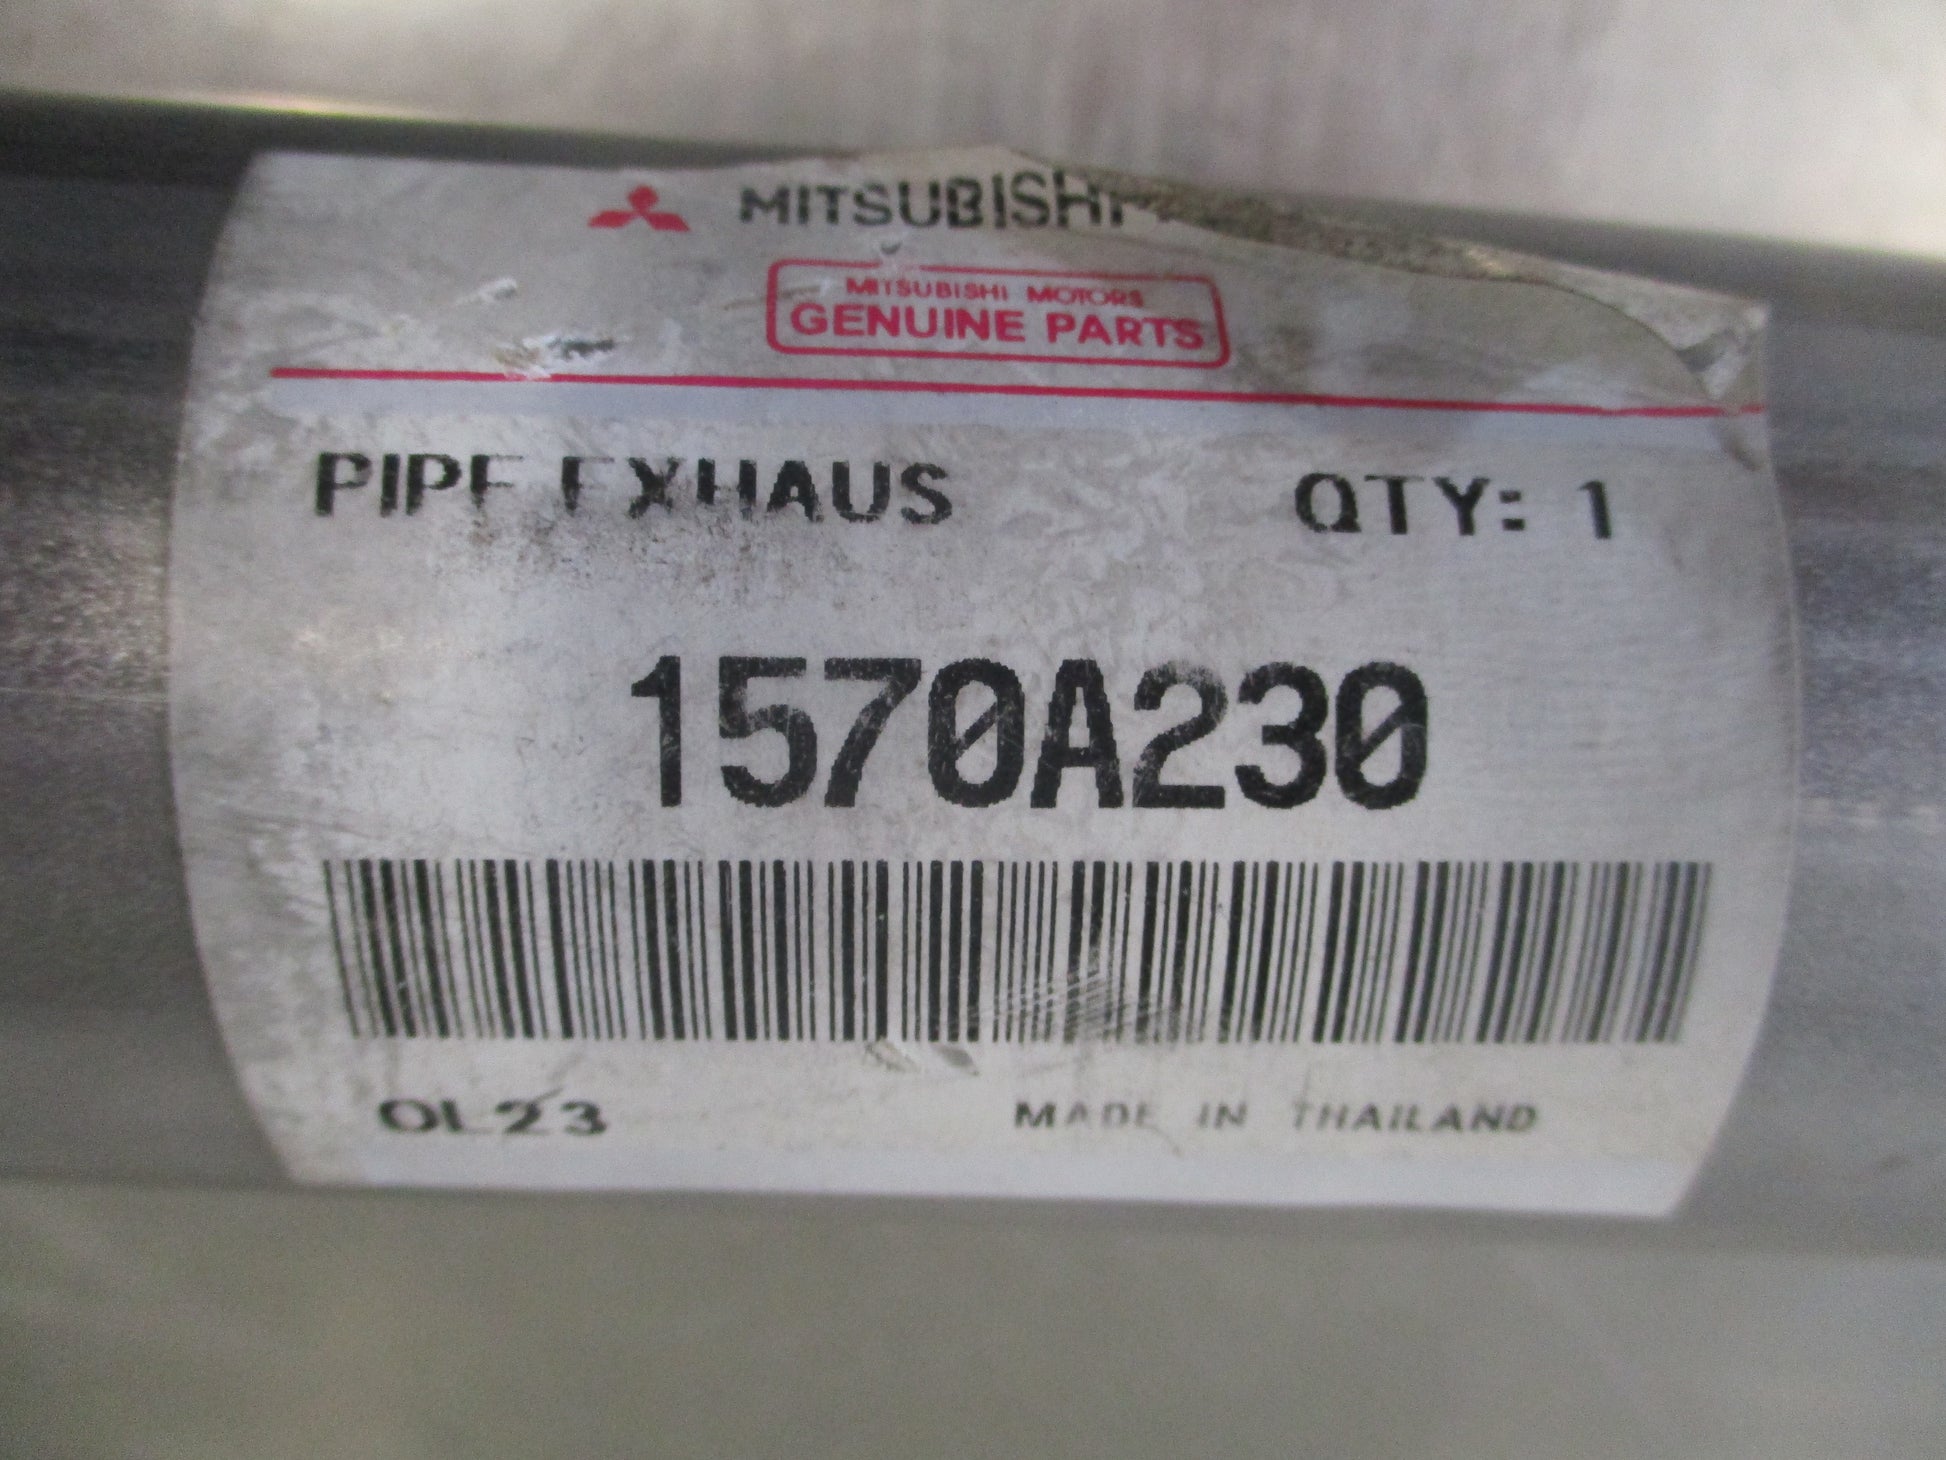 MITSUBISHI
MITSUBISHI MOTORS
GENUINE PARTS
PIPE EXHAUS QTY: 1
1570A230
OL23 MADE IN THAILAND